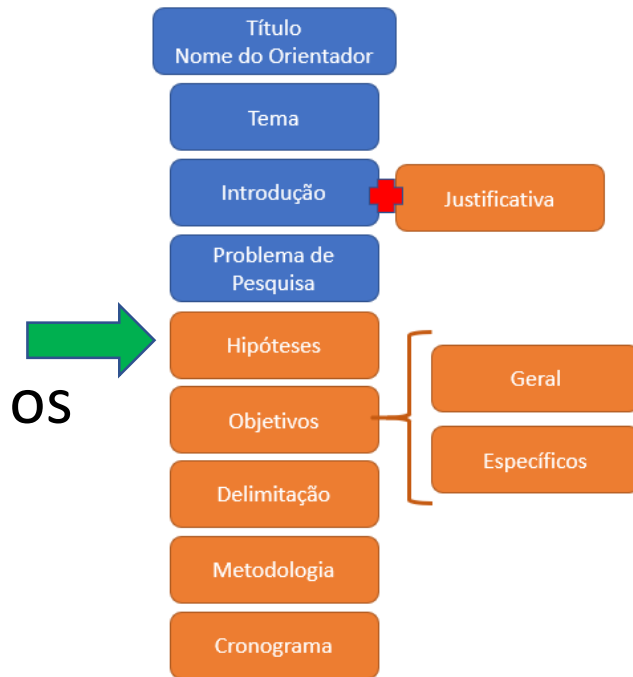 Título
Nome do Orientador
Tema
Introdução
Justificativa
Problema de
Pesquisa
Hipóteses
os
Objetivos
Geral
Específicos
Delimitação
Metodologia
Cronograma